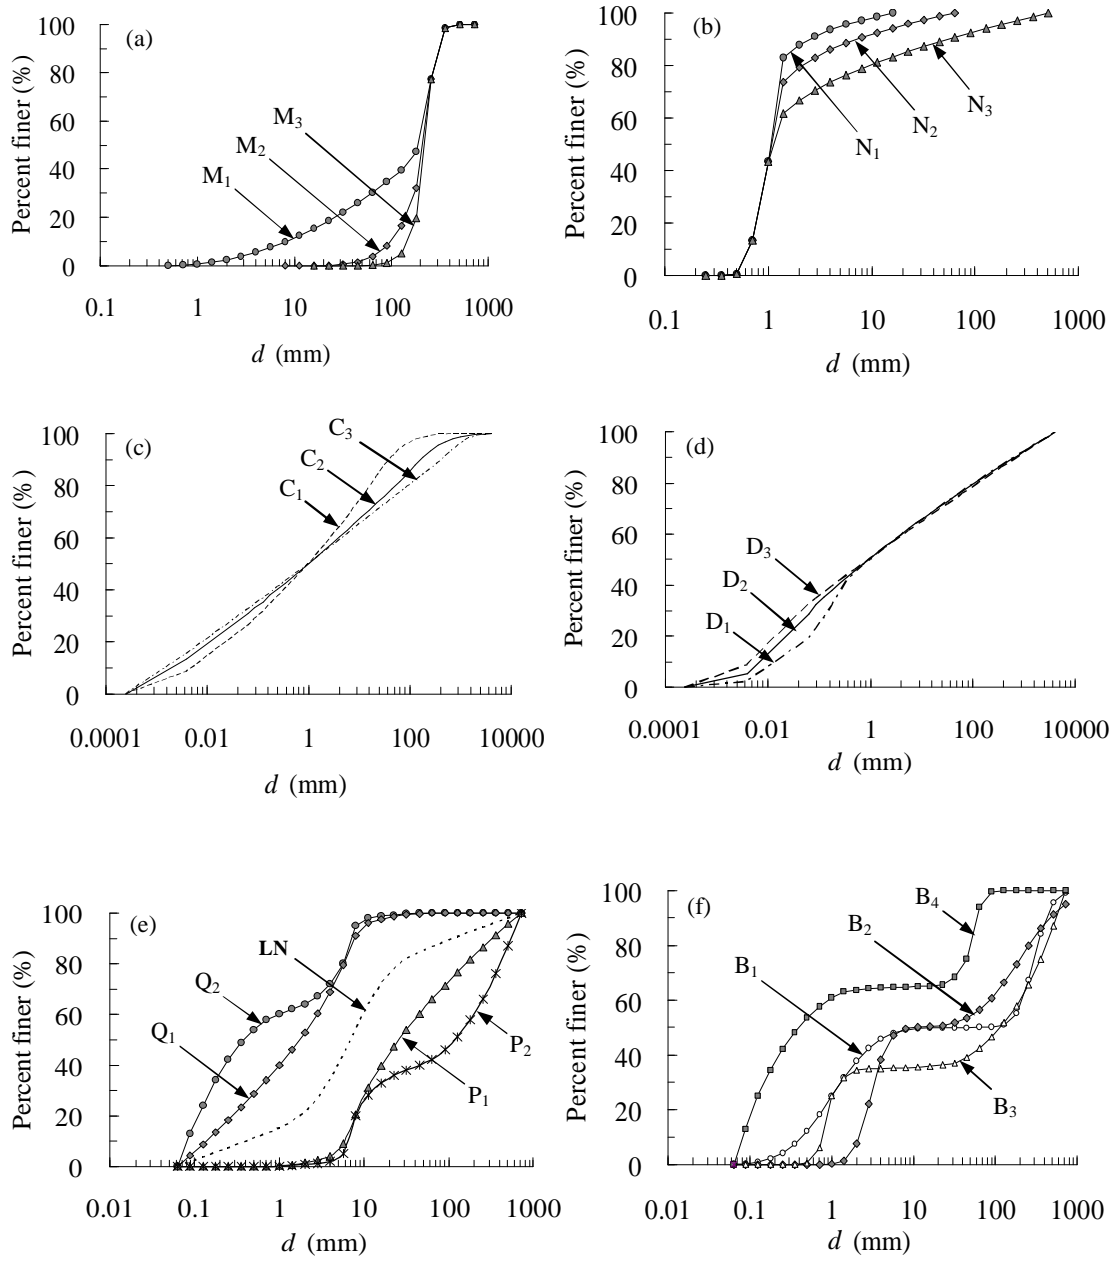 (a)
Percent finer (%)
100
80
60
40
20
0
M3
M2
M1
0.1 1 10 100 1000
d (mm)
(b)
Percent finer (%)
100
80
60
40
20
0
N3
N2
N1
0.1 1 10 100 1000
d (mm)
(c)
Percent finer (%)
100
80
60
40
20
0
C3
C2
C1
0.0001 0.01 1 100 10000
d (mm)
(d)
Percent finer (%)
100
80
60
40
20
0
D3
D2
D1
0.0001 0.01 1 100 10000
d (mm)
(e)
Percent finer (%)
100
80
60
40
20
0
LN
Q2
Q1
P2
P1
0.01 0.1 1 10 100 1000
d (mm)
(f)
Percent finer (%)
100
80
60
40
20
0
B4
B2
B1
B3
0.01 0.1 1 10 100 1000
d (mm)